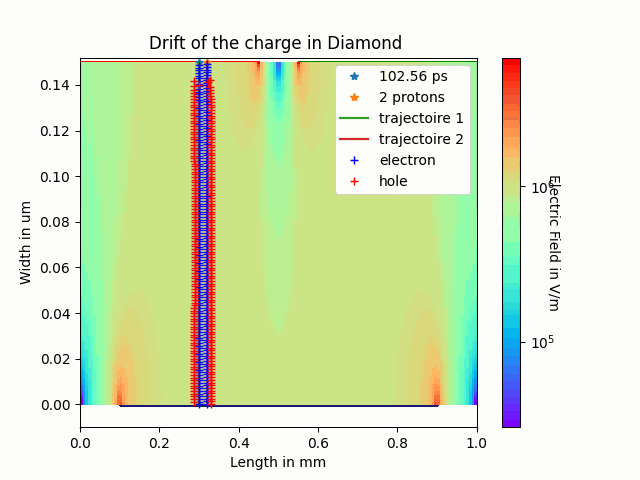 Drift of the charge in Diamond
Width in um
0.14
0.12
0.10
0.08
0.06
0.04
0.02
0.00
0.0
0.2
0.4
0.6
0.8
1.0
Length in mm
102.56 ps
2 protons
trajectoire 1
trajectoire 2
electron
hole
10⁶
10⁵
Electric Field in V/m